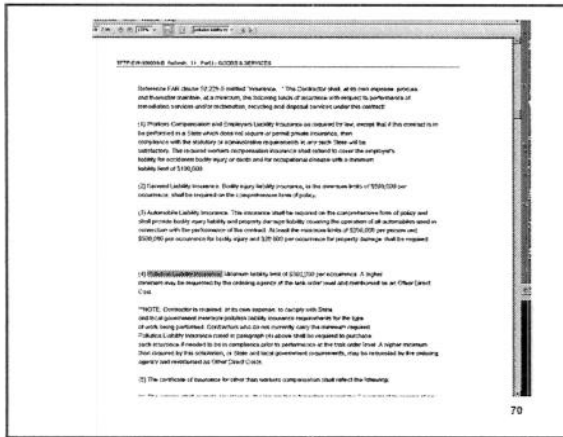 Reference FAR clause 52.228-5 entitled "Insurance." The Contractor shall, at its own expense, procure
and thereafter maintain, at a minimum, the following kinds of insurance with respect to performance of
remediation services and/or reclamation, recycling and disposal services under this contract:
(1) Workers Compensation and Employers Liability Insurance as required by law, except that if this contract is to
be performed in a State which does not require or permit private insurance, then
compliance with the statutory or administrative requirements in any such State will be
satisfactory. The required workers compensation insurance shall extend to cover the employer's
liability for accidental bodily injury or death and for occupational disease with a minimum
liability limit of $100,000.
(2) General Liability Insurance. Bodily injury liability insurance, in the minimum limits of $500,000 per
occurrence, shall be required on the comprehensive form of policy.
(3) Automobile Liability Insurance. This insurance shall be required on the comprehensive form of policy and
shall provide bodily injury liability and property damage liability covering the operation of all automobiles used in
connection with the performance of the contract. At least the minimum limits of $200,000 per person and
$500,000 per occurrence for bodily injury and $20,000 per occurrence for property damage shall be required.
(4) Pollution Liability Insurance. Minimum liability limit of per occurrence. A higher
minimum may be requested by the ordering agency at the task order level and reimbursed as an Other Direct
Cost.
**NOTE: Contractor is required, at its own expense, to comply with State
and local government minimum pollution liability insurance requirements for the type
of work being performed. Contractors who do not currently carry the minimum required
Pollution Liability Insurance noted in paragraph (4) above shall be required to purchase
such insurance if needed to be in compliance prior to performance at the task order level. A higher minimum
than required by this solicitation, or State and local government requirements, may be requested by the ordering
agency and reimbursed as Other Direct Costs.
(5) The certificate of insurance for other than workers compensation shall reflect the following:
70